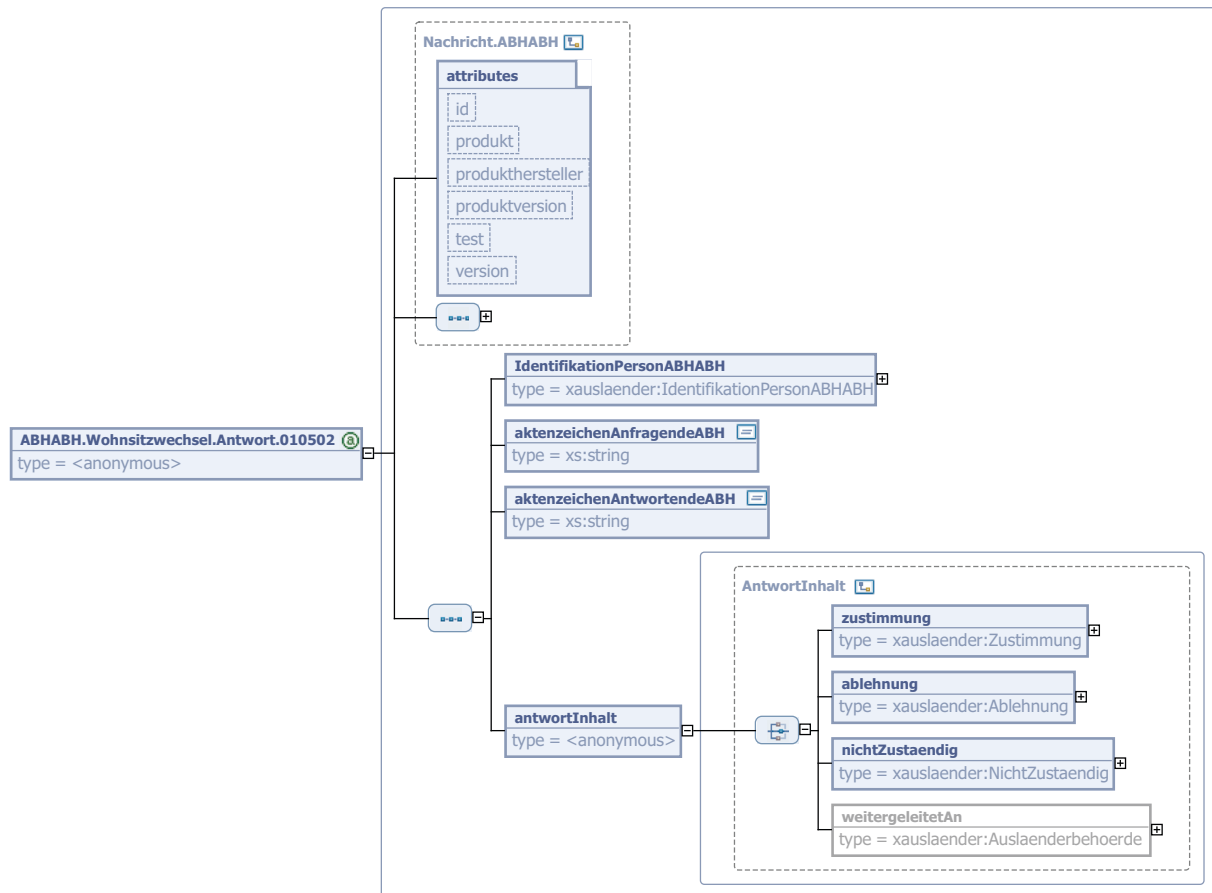 Nachricht.ABHABH
attributes
id
produkt
produkthersteller
produktversion
test
version
IdentifikationPersonABHABH
type = xauslaender:IdentifikationPersonABHABH
ABHABH.Wohnsitzwechsel.Antwort.010502 a
type = <anonymous>
aktenzeichenAnfragendeABH
type = xs:string
aktenzeichenAntwortendeABH
type = xs:string
AntwortInhalt
zustimmung
type = xauslaender:Zustimmung
ablehnung
type = xauslaender:Ablehnung
antwortInhalt
type = <anonymous>
nichtZustaendig
type = xauslaender:NichtZustaendig
weitergeleitetAn
type = xauslaender:Auslaenderbehoerde